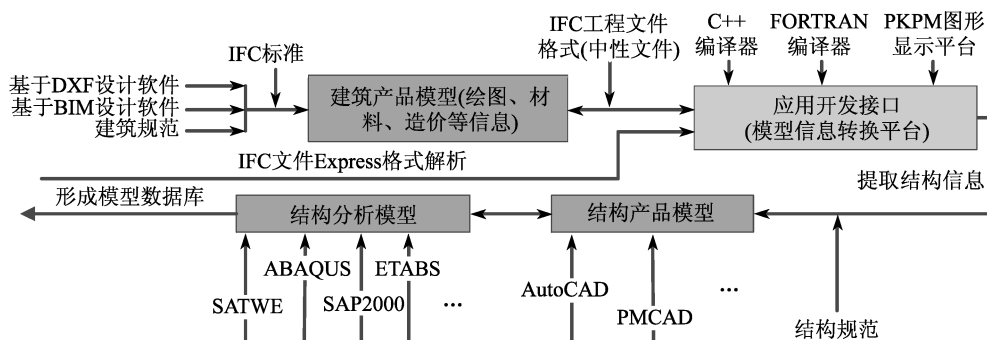 C++
编译器
FORTRAN
编译器
PKPM图形
显示平台
IFC标准
IFC工程文件
格式(中性文件)
基于DXF设计软件
基于BIM设计软件
建筑规范
建筑产品模型(绘图、材
料、造价等信息)
应用开发接口
(模型信息转换平台)
IFC文件Express格式解析
提取结构信息
形成模型数据库
结构分析模型
结构产品模型
ABAQUS
ETABS
SATWE
SAP2000
...
AutoCAD
PMCAD
...
结构规范